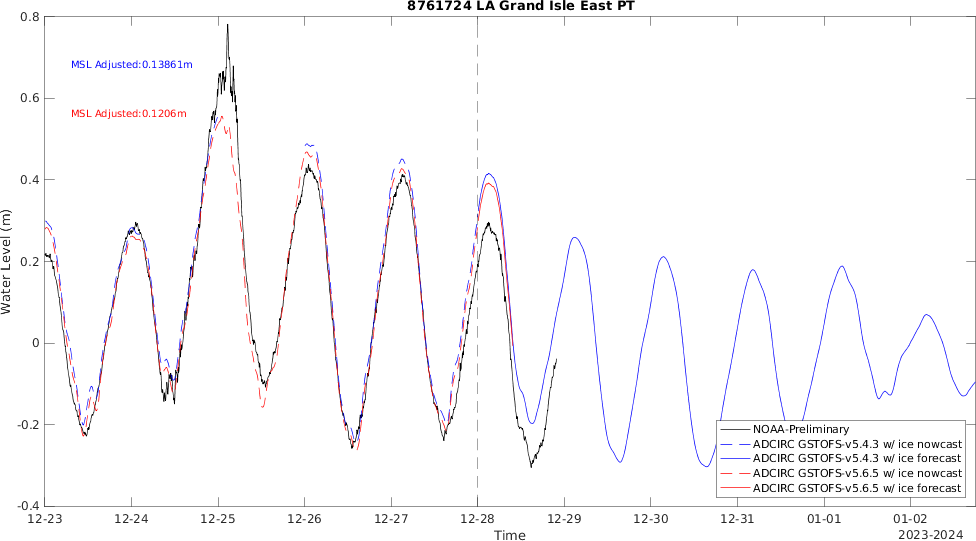 8761724 LA Grand Isle East PT
0.8
0.6
0.4
0.2
0
-0.2
-0.4
Water Level (m)
MSL Adjusted:0.13861m
MSL Adjusted:0.1206m
NOAA-Preliminary
ADCIRC GSTOFS-v5.4.3 w/ ice nowcast
ADCIRC GSTOFS-v5.4.3 w/ ice forecast
ADCIRC GSTOFS-v5.6.5 w/ ice nowcast
ADCIRC GSTOFS-v5.6.5 w/ ice forecast
12-23 12-24 12-25 12-26 12-27 12-28 12-29 12-30 12-31 01-01 01-02
Time
2023-2024